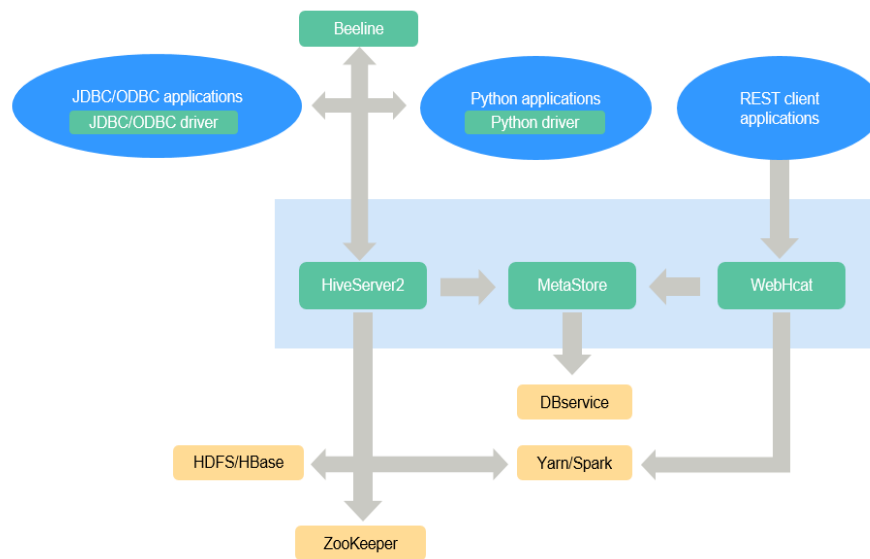 Beeline
JDBC/ODBC applications
JDBC/ODBC driver
Python applications
Python driver
REST client
applications
HiveServer2
MetaStore
WebHcat
DBservice
HDFS/HBase
Yarn/Spark
ZooKeeper